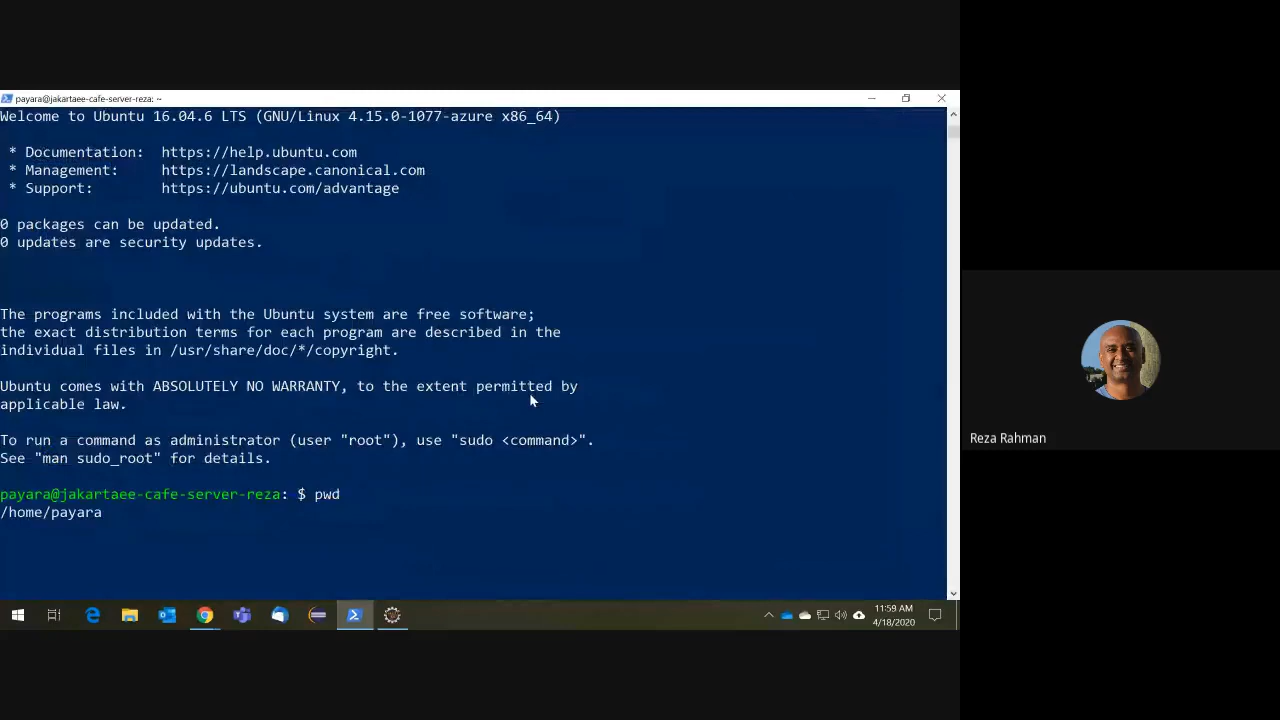 payara@jakartaee-cafe-server-reza: ~
Welcome to Ubuntu 16.04.6 LTS (GNU/Linux 4.15.0-1077-azure x86_64)
* Documentation: https://help.ubuntu.com
* Management: https://landscape.canonical.com
* Support: https://ubuntu.com/advantage
0 packages can be updated.
0 updates are security updates.
The programs included with the Ubuntu system are free software;
the exact distribution terms for each program are described in the
individual files in /usr/share/doc/*/copyright.
Ubuntu comes with ABSOLUTELY NO WARRANTY, to the extent permitted by
applicable law.
To run a command as administrator (user "root"), use "sudo <command>".
See "man sudo_root" for details.
payara@jakartaee-cafe-server-reza: $ pwd
/home/payara
Reza Rahman
11:59 AM
4/18/2020